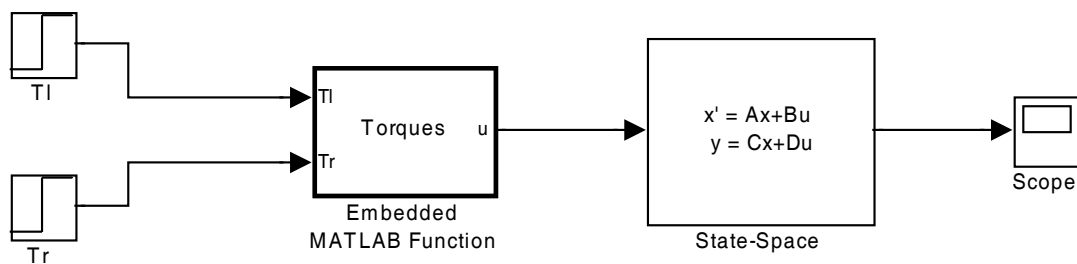 Tl
Tr
Tl
Tr
Torques
u
Embedded
MATLAB Function
x' = Ax+Bu
y = Cx+Du
State-Space
Scope